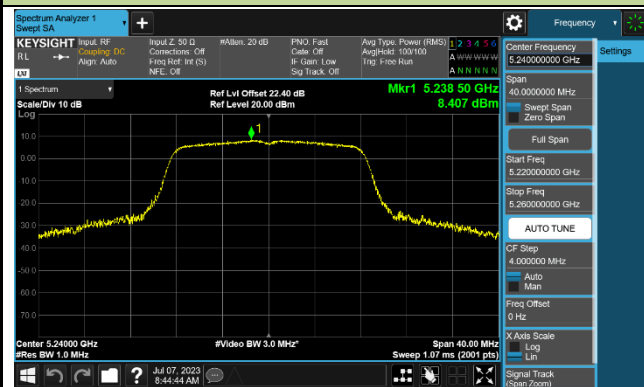 Spectrum Analyzer 1
Swept SA
+
Frequency
KEYSIGHT
RL
LXI
Input: RF
Coupling: DC
Align: Auto
Input Z: 50 Ω
Corrections: Off
Freq Ref: Int (S)
NFE: Off
#Atten: 20 dB
PNO: Fast
Gate: Off
IF Gain: Low
Sig Track: Off
Avg Type: Power (RMS)
Avg|Hold: 100/100
Trig: Free Run
1 2 3 4 5 6
A W W W W W
A N N N N N
1 Spectrum
Scale/Div 10 dB
Log
Ref Lvl Offset 22.40 dB
Ref Level 20.00 dBm
Mkr1 5.238 50 GHz
8.407 dBm
1
10.0
0.00
10.0
20.0
30.0
40.0
-50.0
60.0
70.0
Center 5.24000 GHz
#Res BW 1.0 MHz
#Video BW 3.0 MHz*
Span 40.00 MHz
Sweep 1.07 ms (2001 pts)
Jul 07, 2023
8:44:44 AM
?
Center Frequency
5.240000000 GHz
Settings
Span
40.0000000 MHz
Swept Span
Zero Span
Full Span
Start Freq
5.220000000 GHz
Stop Freq
5.260000000 GHz
AUTO TUNE
CF Step
4.000000 MHz
Auto
Man
Freq Offset
0 Hz
X Axis Scale
Log
Lin
Signal Track
(Span Zoom)